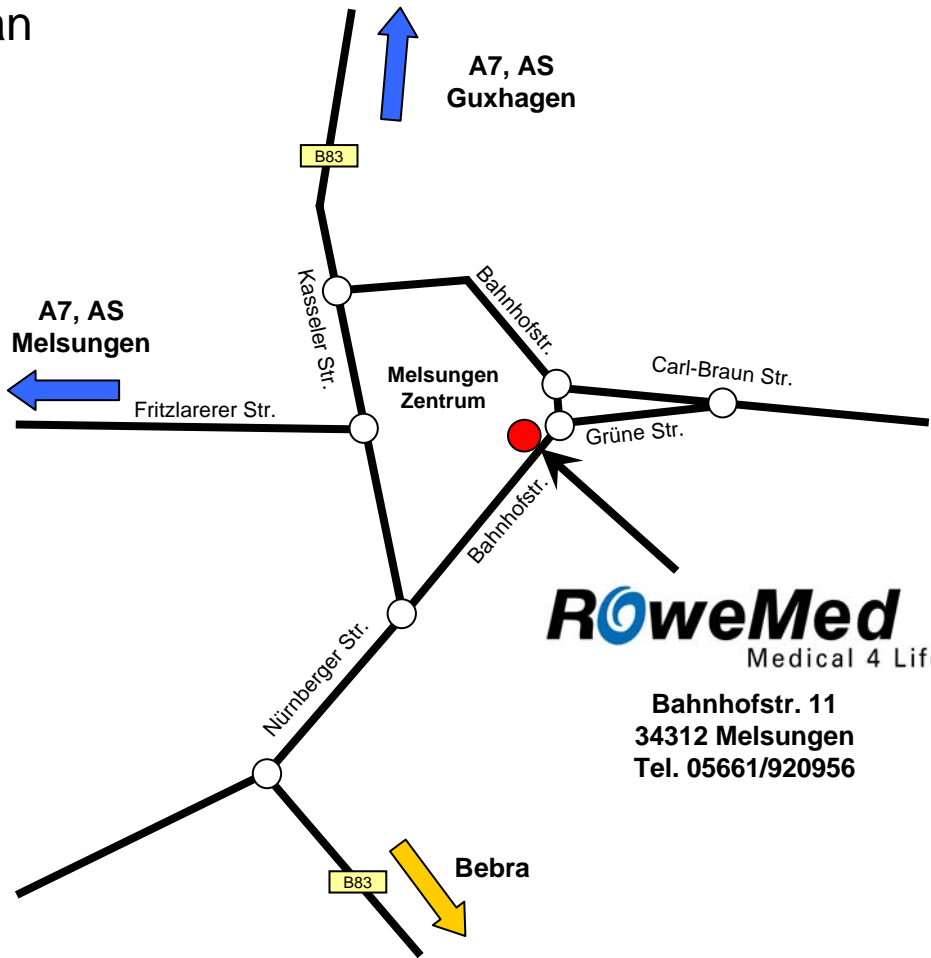 an
A7, AS
Guxhagen
B83
Kasseler Str.
Bahnhofstr.
A7, AS
Melsungen
Melsungen
Zentrum
Carl-Braun Str.
Fritzlarerer Str.
Grüne Str.
Bahnhofstr.
RoweMed
Medical 4 Lif
Nürnberger Str.
Bahnhofstr. 11
34312 Melsungen
Tel. 05661/920956
Bebra
B83